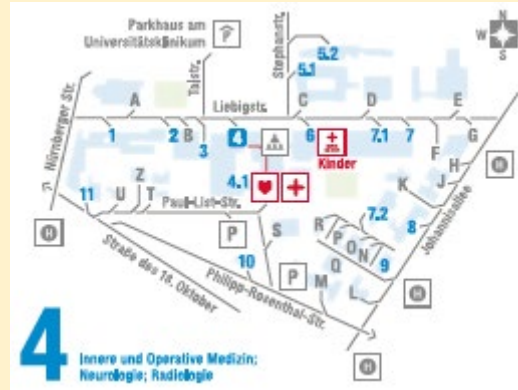 Parkhaus am
Universitätsklinikum
P
Stephanstr.
5.2
5.1
N
W
O
S
Talstr.
Nürnberger Str.
A
Liebigstr.
C
D
E
1
2
B
3
4
6
7.1
7
F
G
Kinder
H
J
K
H
4.1
11
U
Z
T
Paul-List-Str.
P
S
R
P
O
N
7.2
8
Johannisallee
H
Straße des 18. Oktober
10
P
Q
M
L
9
H
Philipp-Rosenthal-Str.
H
4
Innere und Operative Medizin;
Neurologie; Radiologie